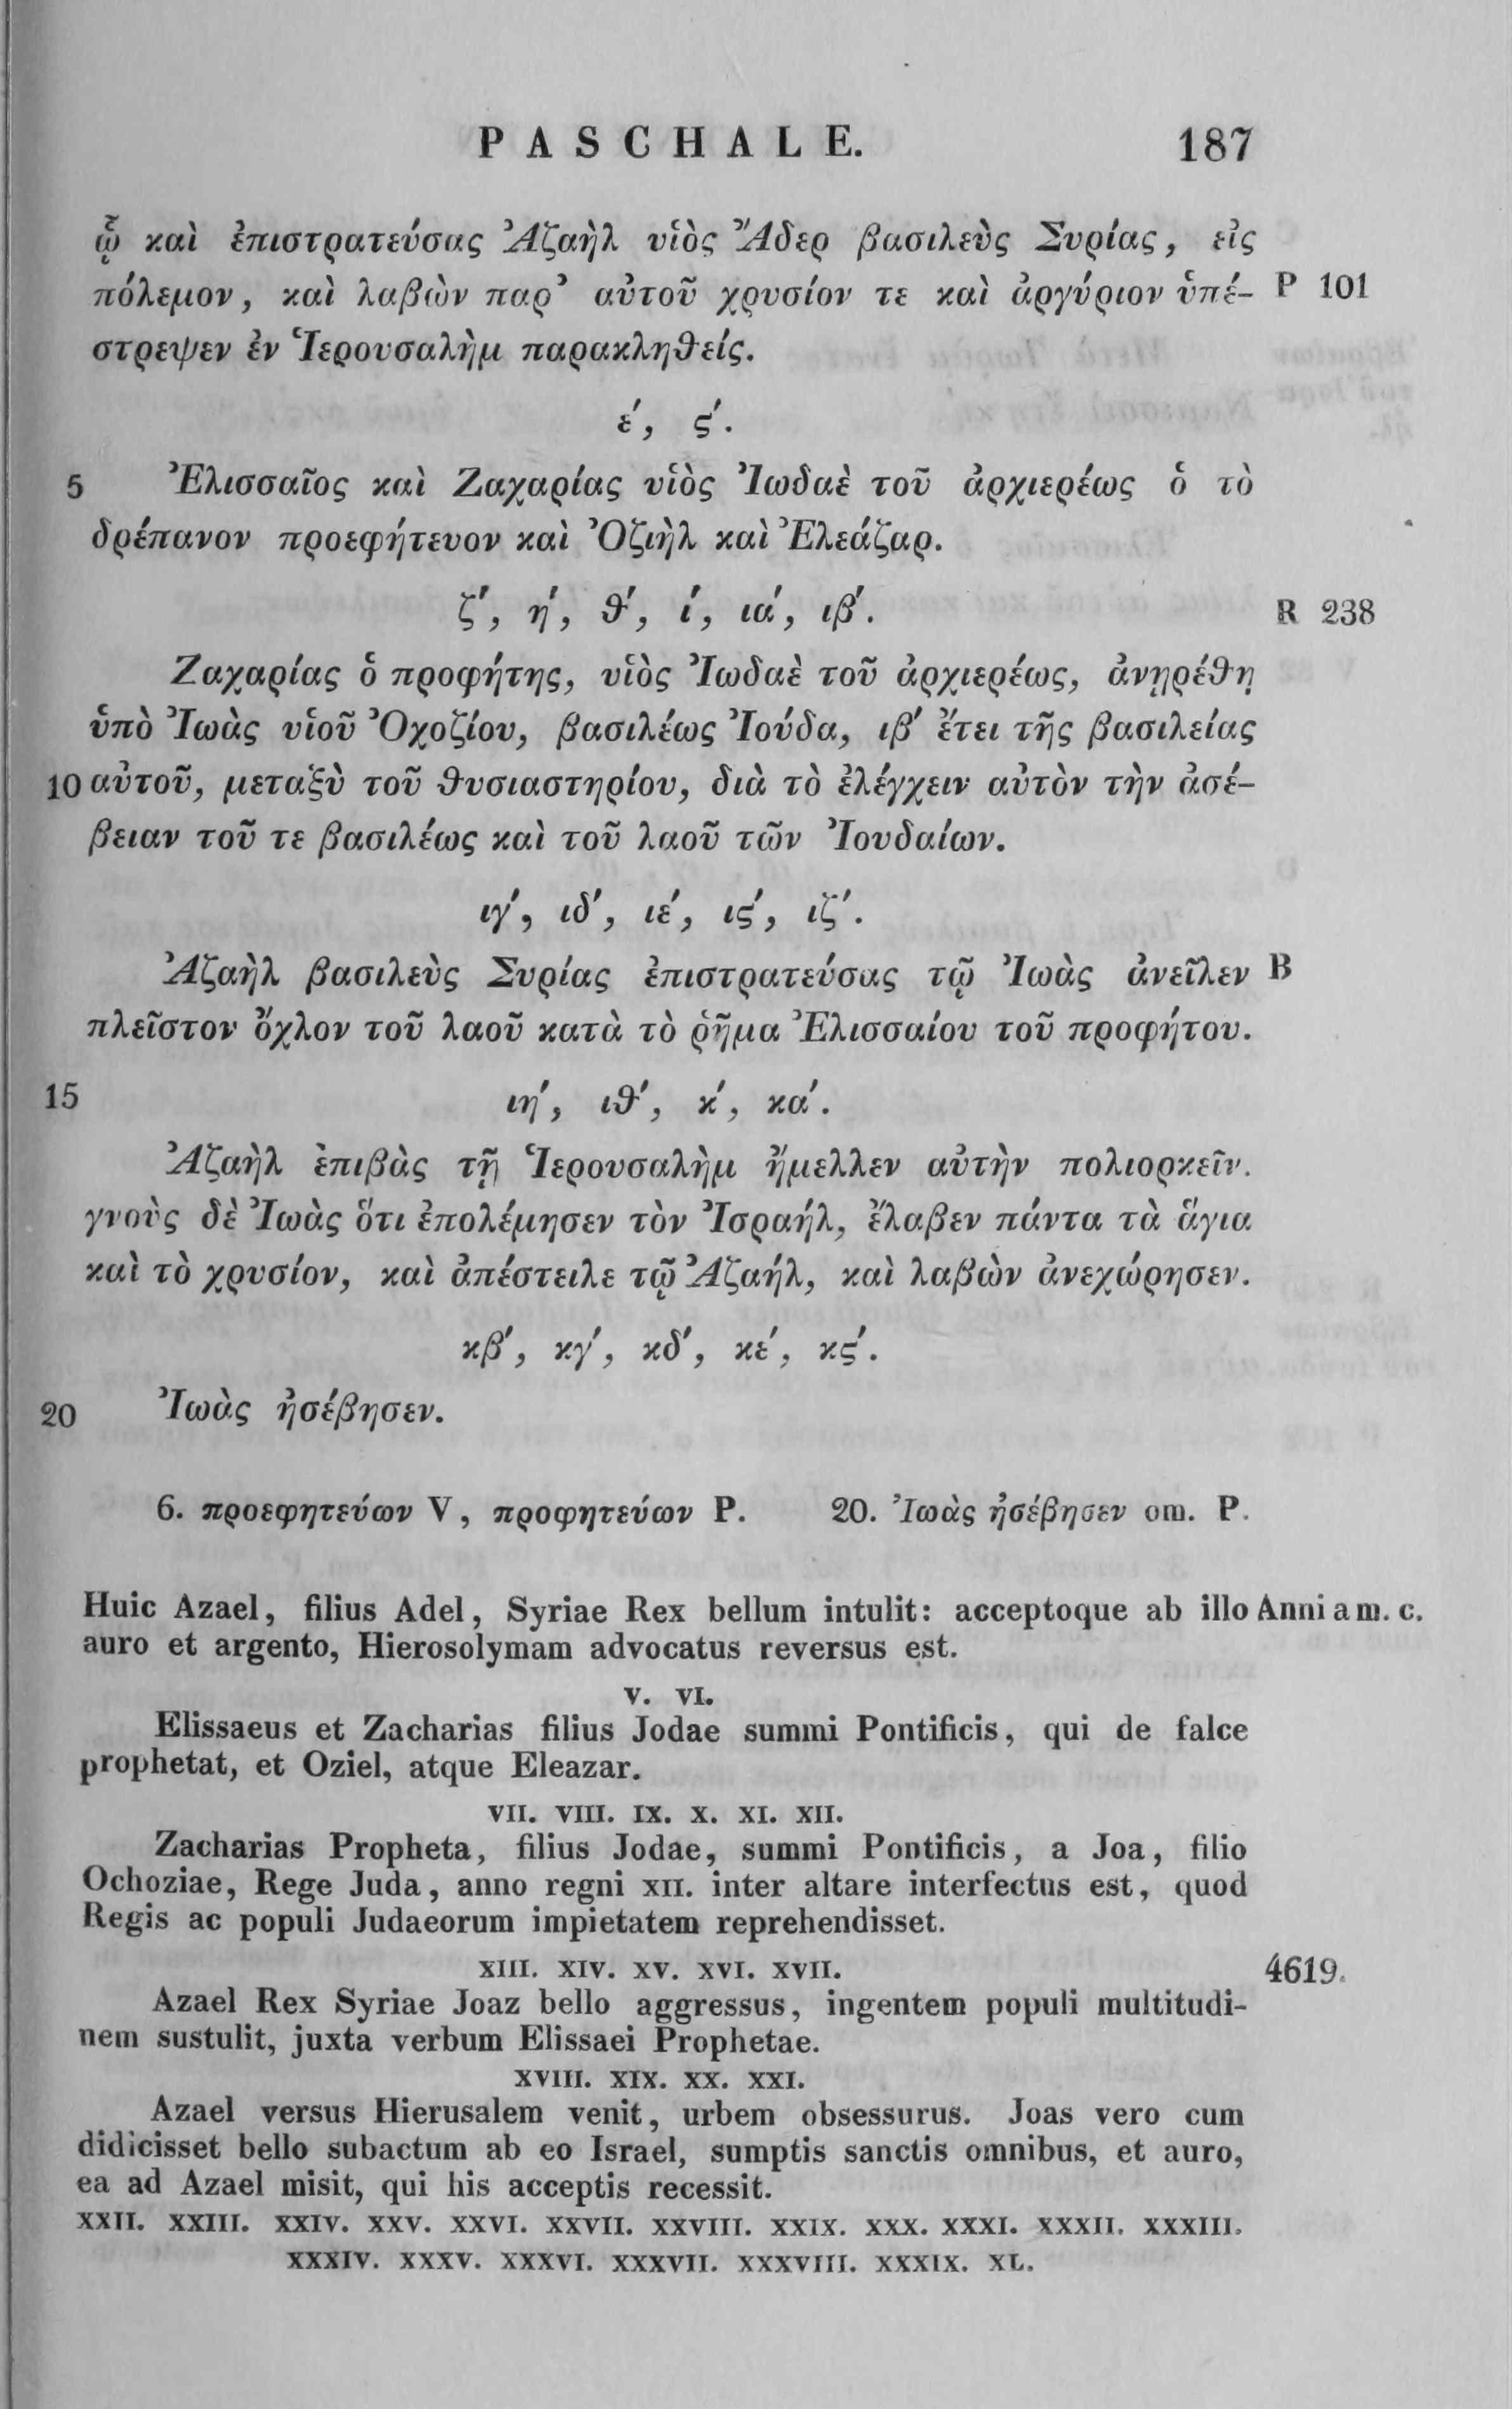 PASCHALE. 187
ᾧ καὶ ἐπιστρατεύσας Ἀζαὴλ υἱὸς Ἄδερ βασιλεὺς Συρίας, εἰς
πόλεμον, καὶ λαβὼν παρ’ αὐτοῦ χρυσίον τε καὶ ἀργύριον ὑπέ- P 101
στρεψεν ἐν Ἱερουσαλὴμ παρακληθείς.
ε΄, ς΄.
5 Ἐλισσαῖος καὶ Ζαχαρίας υἱὸς Ἰωδαὲ τοῦ ἀρχιερέως ὁ τὸ
δρέπανον προεφήτευον καὶ Ὀζιὴλ καὶ Ἐλεάζαρ.
ζ΄, η΄, θ΄, ι΄, ια΄, ιβ΄. R 238
Ζαχαρίας ὁ προφήτης, υἱὸς Ἰωδαὲ τοῦ ἀρχιερέως, ἀνῃρέθη
ὑπὸ Ἰωὰς υἱοῦ Ὀχοζίου, βασιλέως Ἰούδα, ιβ΄ ἔτει τῆς βασιλείας
10 αὐτοῦ, μεταξὺ τοῦ θυσιαστηρίου, διὰ τὸ ἐλέγχειν αὐτὸν τὴν ἀσέ-
βειαν τοῦ τε βασιλέως καὶ τοῦ λαοῦ τῶν Ἰουδαίων.
ιγ΄, ιδ΄, ιε΄, ις΄, ιζ΄.
Ἀζαὴλ βασιλεὺς Συρίας ἐπιστρατεύσας τῷ Ἰωὰς ἀνεῖλεν B
πλεῖστον ὄχλον τοῦ λαοῦ κατὰ τὸ ῥῆμα Ἐλισσαίου τοῦ προφήτου.
15 ιη΄, ιθ΄, κ΄, κα΄.
Ἀζαὴλ ἐπιβὰς τῇ Ἱερουσαλὴμ ἤμελλεν αὐτὴν πολιορκεῖν.
γνοὺς δὲ Ἰωὰς ὅτι ἐπολέμησεν τὸν Ἰσραήλ, ἔλαβεν πάντα τὰ ἅγια
καὶ τὸ χρυσίον, καὶ ἀπέστειλε τῷ Ἀζαήλ, καὶ λαβὼν ἀνεχώρησεν.
κβ΄, κγ΄, κδ΄, κε΄, κς΄.
20 Ἰωὰς ἠσέβησεν.
6. προεφητεύων V, προφητεύων P. 20. Ἰωὰς ἠσέβησεν om. P.
Huic Azael, filius Adel, Syriae Rex bellum intulit: acceptoque ab illo Anni a m. c.
auro et argento, Hierosolymam advocatus reversus est.
V. VI.
Elissaeus et Zacharias filius Jodae summi Pontificis, qui de falce
prophetat, et Oziel, atque Eleazar.
VII. VIII. IX. X. XI. XII.
Zacharias Propheta, filius Jodae, summi Pontificis, a Joa, filio
Ochoziae, Rege Juda, anno regni XII. inter altare interfectus est, quod
Regis ac populi Judaeorum impietatem reprehendisset.
XIII. XIV. XV. XVI. XVII. 4619.
Azael Rex Syriae Joaz bello aggressus, ingentem populi multitudi-
nem sustulit, juxta verbum Elissaei Prophetae.
XVIII. XIX. XX. XXI.
Azael versus Hierusalem venit, urbem obsessurus. Joas vero cum
didicisset bello subactum ab eo Israel, sumptis sanctis omnibus, et auro,
ea ad Azael misit, qui his acceptis recessit.
XXII. XXIII. XXIV. XXV. XXVI. XXVII. XXVIII. XXIX. XXX. XXXI. XXXII. XXXIII.
XXXIV. XXXV. XXXVI. XXXVII. XXXVIII. XXXIX. XL.